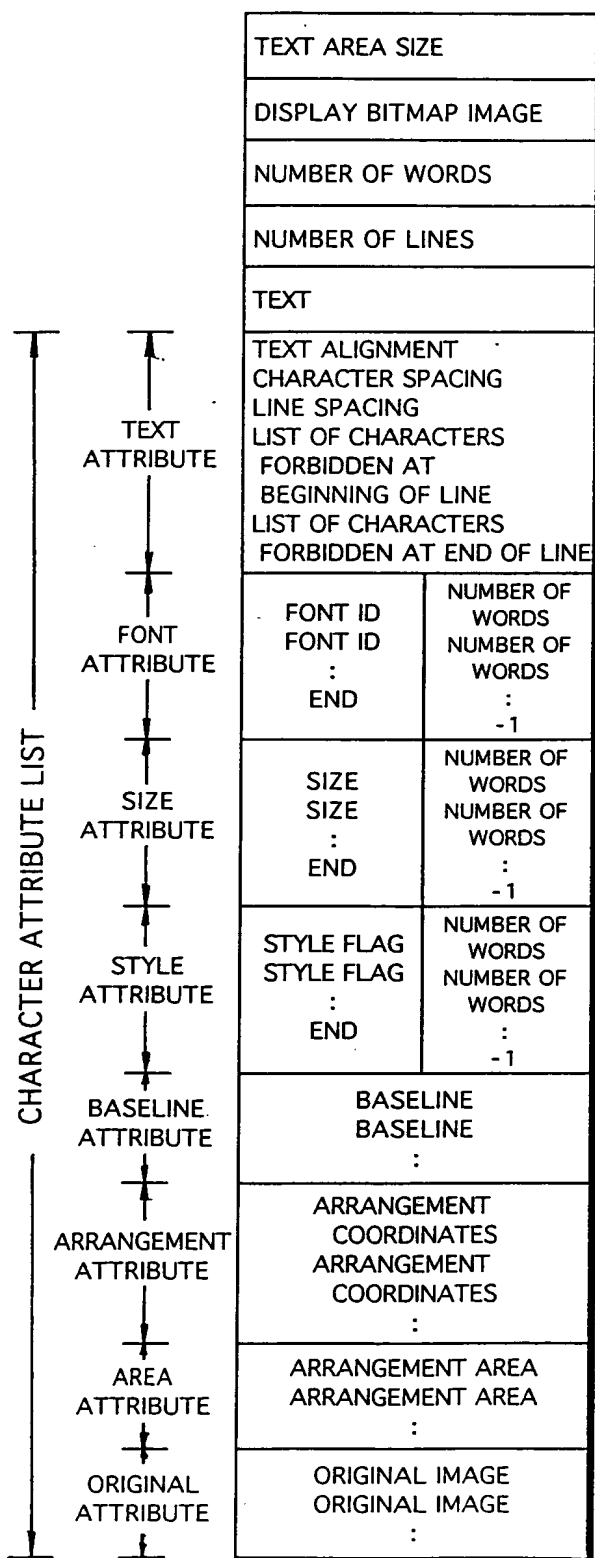 TEXT AREA SIZE
DISPLAY BITMAP IMAGE
NUMBER OF WORDS
NUMBER OF LINES
TEXT
CHARACTER ATTRIBUTE LIST
TEXT
ATTRIBUTE
TEXT ALIGNMENT
CHARACTER SPACING
LINE SPACING
LIST OF CHARACTERS
FORBIDDEN AT
BEGINNING OF LINE
LIST OF CHARACTERS
FORBIDDEN AT END OF LINE
FONT
ATTRIBUTE
FONT ID
FONT ID
:
END
NUMBER OF
WORDS
NUMBER OF
WORDS
:
-1
SIZE
ATTRIBUTE
SIZE
SIZE
:
END
NUMBER OF
WORDS
NUMBER OF
WORDS
:
-1
STYLE
ATTRIBUTE
STYLE FLAG
STYLE FLAG
:
END
NUMBER OF
WORDS
NUMBER OF
WORDS
:
-1
BASELINE
ATTRIBUTE
BASELINE
BASELINE
:
ARRANGEMENT
ATTRIBUTE
ARRANGEMENT
COORDINATES
ARRANGEMENT
COORDINATES
:
AREA
ATTRIBUTE
ARRANGEMENT AREA
ARRANGEMENT AREA
:
ORIGINAL
ATTRIBUTE
ORIGINAL IMAGE
ORIGINAL IMAGE
: